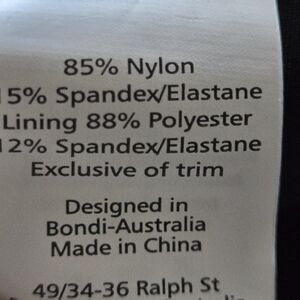 85% Nylon
15% Spandex/Elastane
Lining 88% Polyester
12% Spandex/Elastane
Exclusive of trim
Designed in
Bondi-Australia
Made in China
49/34-36 Ralph St